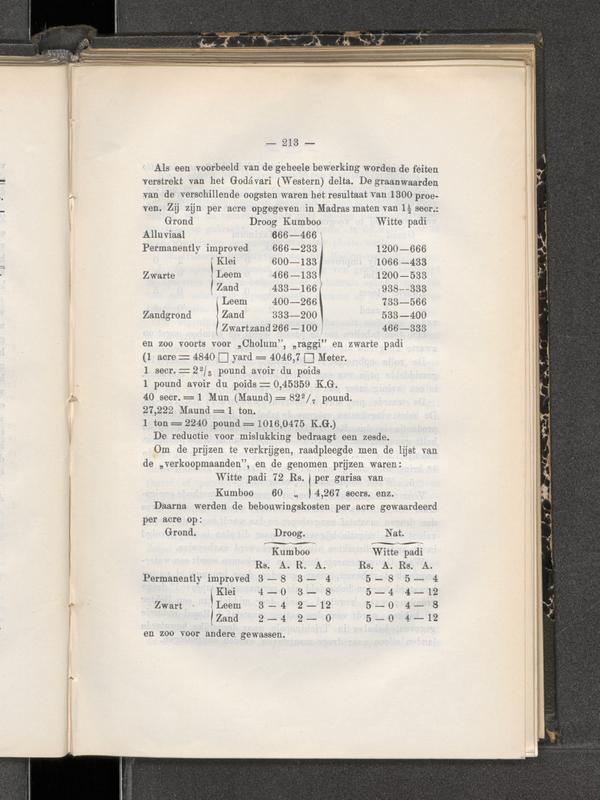 — 213 —
Als een voorbeeld van de geheele bewerking worden de feiten
verstrekt van het Godávari (Western) delta. De graanwaarden
van de verschillende oogsten waren het resultaat van 1300 proe-
ven. Zij zijn per acre opgegeven in Madras maten van 1½ seer.:
Grond Droog Kumboo Witte padi
Alluviaal 666—466
Permanently improved 666—233 1200—666
Klei 600—133 1066—433
Zwarte Leem 466—133 1200—533
Zand 433—166 938—333
Leem 400—266 733—566
Zandgrond Zand 333—200 533—400
Zwartzand 266—100 466—333
en zoo voorts voor „Cholum”, „raggi” en zwarte padi
(1 acre = 4840 □ yard = 4046,7 □ Meter.
1 secr. = 2²/₅ pound avoir du poids
1 pound avoir du poids = 0,45359 K.G.
40 secr. = 1 Mun (Maund) = 82²/₇ pound.
27,222 Maund = 1 ton.
1 ton = 2240 pound = 1016,0475 K.G.)
De reductie voor mislukking bedraagt een zesde.
Om de prijzen te verkrijgen, raadpleegde men de lijst van
de „verkoopmaanden”, en de genomen prijzen waren:
Witte padi 72 Rs. per garisa van
Kumboo 60 „ 4,267 secrs. enz.
Daarna werden de bebouwingskosten per acre gewaardeerd
per acre op:
Grond. Droog. Nat.
Kumboo Witte padi
Rs. A. R. A. Rs. A. Rs. A.
Permanently improved 3 — 8 3 — 4 5 — 8 5 — 4
Klei 4 — 0 3 — 8 5 — 4 4 — 12
Zwart Leem 3 — 4 2 — 12 5 — 0 4 — 8
Zand 2 — 4 2 — 0 5 — 0 4 — 12
en zoo voor andere gewassen.